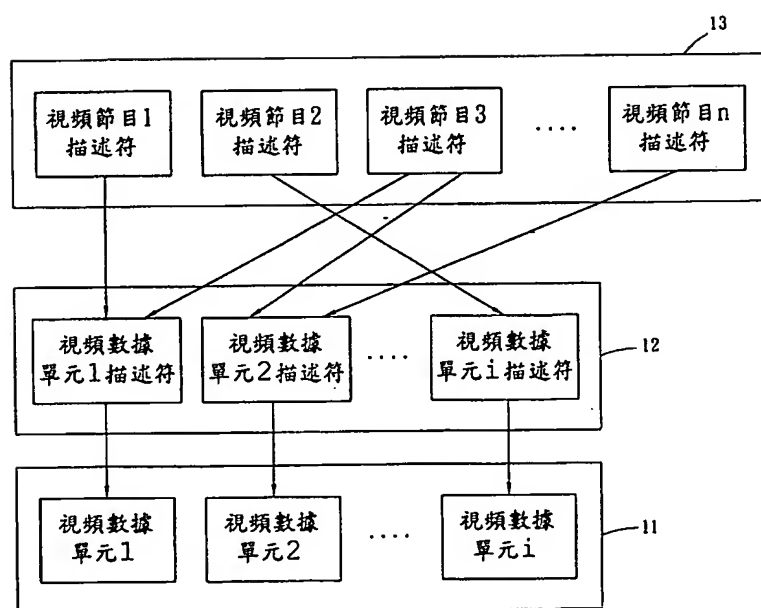 13
視頻節目1
描述符
視頻節目2
描述符
視頻節目3
描述符
....
視頻節目n
描述符
視頻數據
單元1描述符
視頻數據
單元2描述符
....
視頻數據
單元i描述符
12
視頻數據
單元1
視頻數據
單元2
....
視頻數據
單元i
11